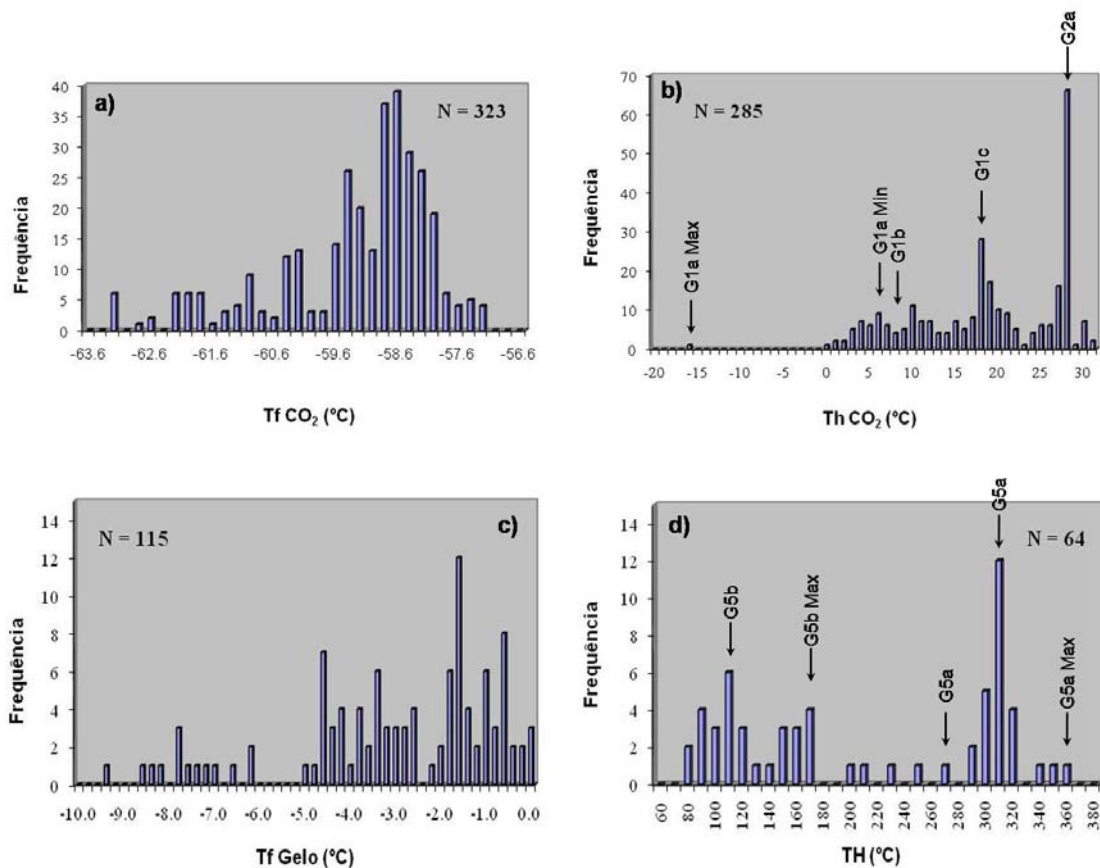 a)
N = 323
Frequência
40
35
30
25
20
15
10
5
0
-63.6 -62.6 -61.6 -60.6 -59.6 -58.6 -57.6 -56.6
Tf CO₂ (ºC)
b)
N = 285
G1a Max
G1a Min
G1b
G1c
G2a
Frequência
70
60
50
40
30
20
10
0
-20 -15 -10 -5 0 5 10 15 20 25 30
Th CO₂ (ºC)
N = 115
c)
Frequência
14
12
10
8
6
4
2
0
-10.0 -9.0 -8.0 -7.0 -6.0 -5.0 -4.0 -3.0 -2.0 -1.0 0.0
Tf Gelo (ºC)
d)
N = 64
G5b
G5b Max
G5a
G5a
G5a Max
Frequência
14
12
10
8
6
4
2
0
60 80 100 120 140 160 180 200 220 240 260 280 300 320 340 360 380
TH (ºC)